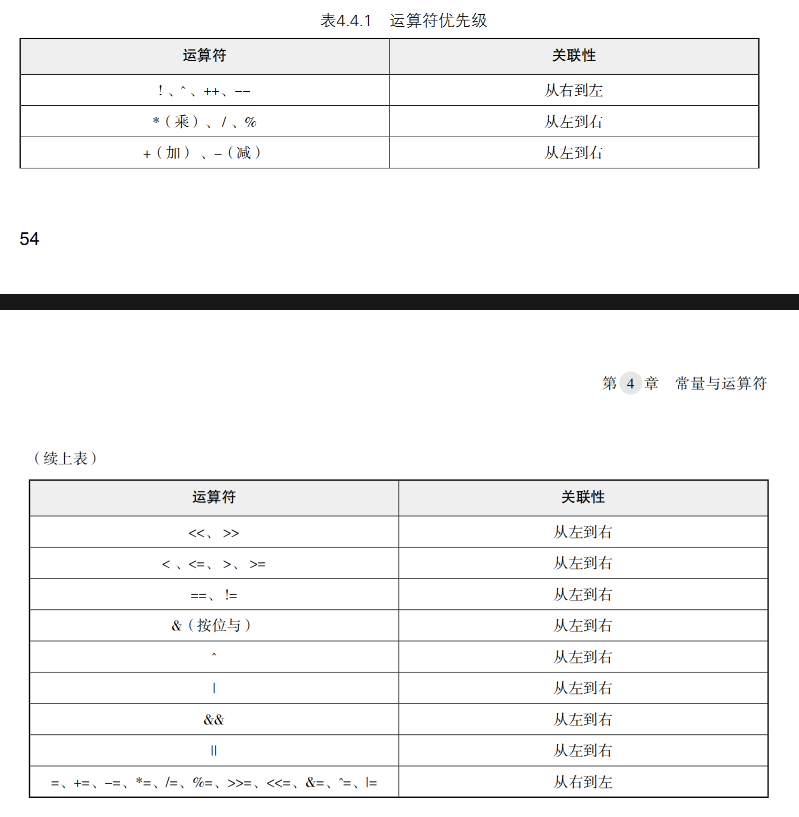 表4.4.1 运算符优先级
运算符 关联性
!、^、++、-- 从右到左
*(乘)、/、% 从左到右
+(加)、-(减) 从左到右
54
第4章 常量与运算符
(续上表)
运算符 关联性
<<、>> 从左到右
<、<=、>、>= 从左到右
==、!= 从左到右
&(按位与) 从左到右
^ 从左到右
| 从左到右
&& 从左到右
|| 从左到右
=、+=、-=、*=、/=、%=、>>=、<<=、&=、^=、|= 从右到左